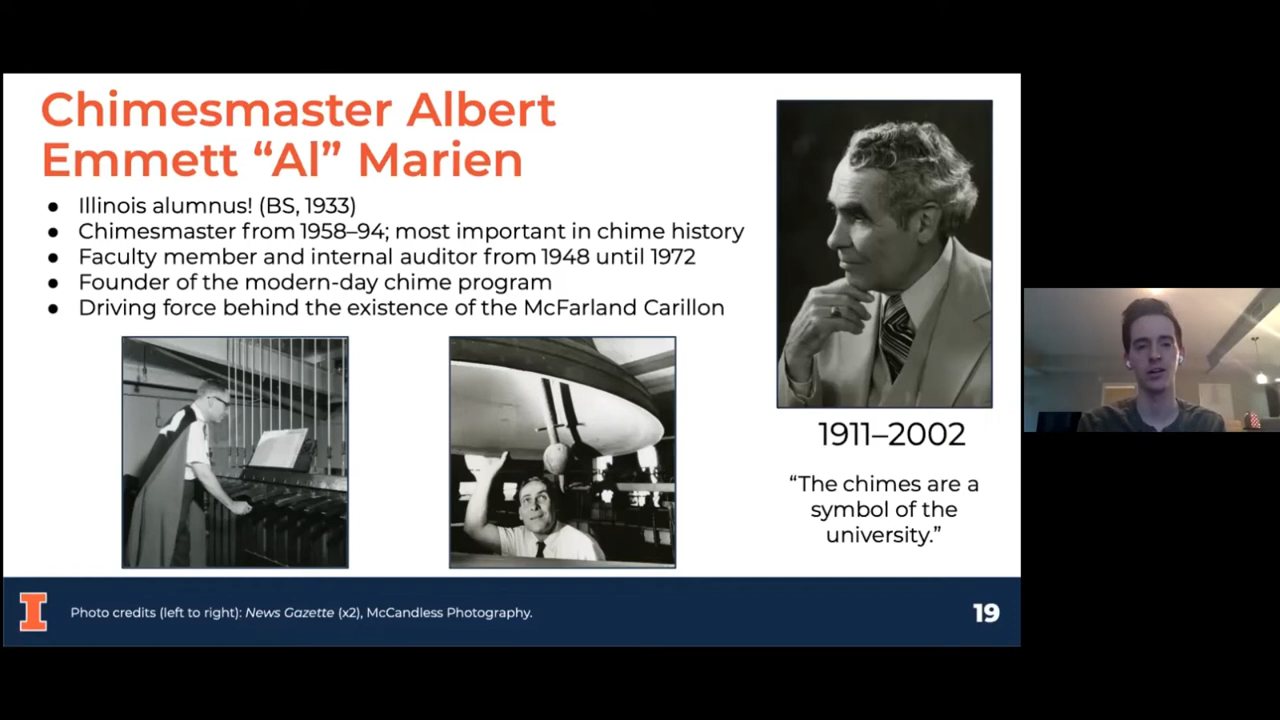 Chimesmaster Albert
Emmett “Al” Marien
● Illinois alumnus! (BS, 1933)
● Chimesmaster from 1958–94; most important in chime history
● Faculty member and internal auditor from 1948 until 1972
● Founder of the modern-day chime program
● Driving force behind the existence of the McFarland Carillon
1911–2002
“The chimes are a
symbol of the
university.”
I
Photo credits (left to right): News Gazette (x2), McCandless Photography.
19